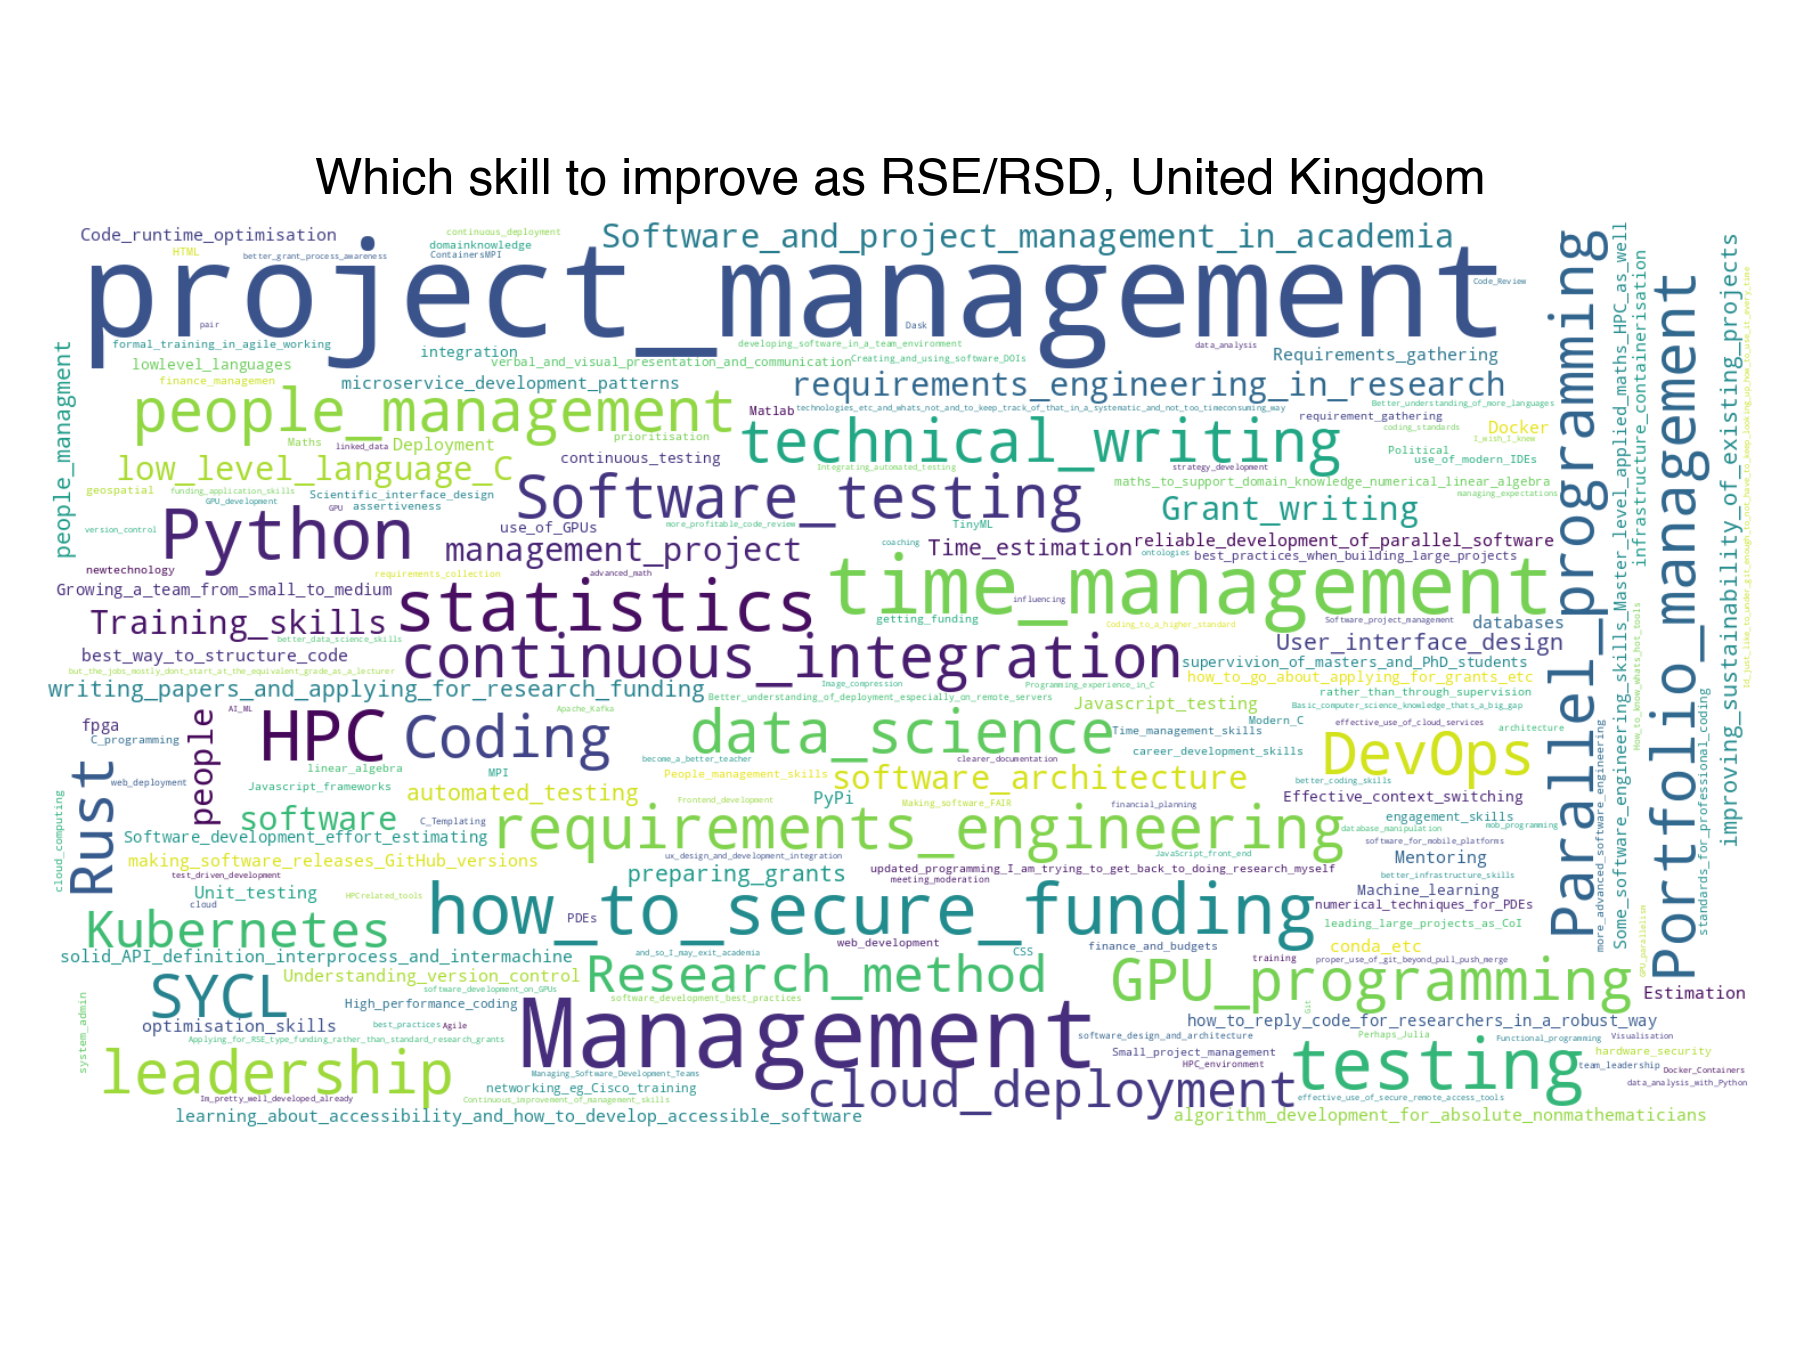 Which skill to improve as RSE/RSD, United Kingdom
Code_runtime_optimisation
continuous_deployment
Software_and_project_management_in_academia
HTML
better_grant_process_awareness
domainknowledge
ContainersMPI
project_management
Code_Review
pair
Dask
formal_training_in_agile_working
integration
developing_software_in_a_team_environment
data_analysis
Requirements_gathering
lowlevel_languages
verbal_and_visual_presentation_and_communication
Creating_and_using_software_DOIs
finance_managemen
microservice_development_patterns
requirements_engineering_in_research
people_management
Matlab
technologies_etc_and_whats_not_and_to_keep_track_of_that_in_a_systematic_and_not_too_timeconsuming_way
Better_understanding_of_more_languages
requirement_gathering
Maths
linked_data
Deployment
prioritisation
technical_writing
coding_standards
Docker
I_wish_I_knew
low_level_language_C
continuous_testing
Integrating_automated_testing
strategy_development
Political
use_of_modern_IDEs
people_managment
geospatial
funding_application_skills
GPU_development
Scientific_interface_design
assertiveness
GPU
Software_testing
maths_to_support_domain_knowledge_numerical_linear_algebra
managing_expectations
version_control
Python
use_of_GPUs
more_profitable_code_review
TinyML
Grant_writing
management_project
coaching
Time_estimation
reliable_development_of_parallel_software
ontologies
best_practices_when_building_large_projects
newtechnology
requirements_collection
advanced_math
Growing_a_team_from_small_to_medium
statistics
time_management
influencing
Training_skills
better_data_science_skills
getting_funding
Coding_to_a_higher_standard
Software_project_management
databases
best_way_to_structure_code
continuous_integration
User_interface_design
but_the_jobs_mostly_dont_start_at_the_equivalent_grade_as_a_lecturer
supervivion_of_masters_and_PhD_students
how_to_go_about_applying_for_grants_etc
writing_papers_and_applying_for_research_funding
Image_compression
Programming_experience_in_C
Better_understanding_of_deployment_especially_on_remote_servers
rather_than_through_supervision
Basic_computer_science_knowledge_thats_a_big_gap
fpga
C_programming
people
AI_ML
HPC
Coding
Apache_Kafka
data_science
Javascript_testing
Time_management_skills
Modern_C
effective_use_of_cloud_services
architecture
DevOps
career_development_skills
linear_algebra
MPI
become_a_better_teacher
clearer_documentation
web_deployment
Javascript_frameworks
People_management_skills
software_architecture
better_coding_skills
Rust
cloud_computing
automated_testing
Frontend_development
PyPi
Making_software_FAIR
financial_planning
Effective_context_switching
software
C_Templating
requirements_engineering
engagement_skills
database_manipulation
mob_programming
Software_development_effort_estimating
software_for_mobile_platforms
making_software_releases_GitHub_versions
ux_design_and_development_integration
JavaScript_front_end
Mentoring
test_driven_development
preparing_grants
updated_programming_I_am_trying_to_get_back_to_doing_research_myself
meeting_moderation
better_infrastructure_skills
Unit_testing
HPCrelated_tools
cloud
Machine_learning
numerical_techniques_for_PDEs
Kubernetes
how_to_secure_funding
PDEs
leading_large_projects_as_CoI
solid_API_definition_interprocess_and_intermachine
and_so_I_may_exit_academia
web_development
CSS
finance_and_budgets
conda_etc
training
proper_use_of_git_beyond_pull_push_merge
Understanding_version_control
SYCL
software_development_on_GPUs
Research_method
GPU_programming
High_performance_coding
software_development_best_practices
Git
Estimation
system_admin
optimisation_skills
best_practices
Agile
Management
how_to_reply_code_for_researchers_in_a_robust_way
Applying_for_RSE_type_funding_rather_than_standard_research_grants
software_design_and_architecture
Perhaps_Julia
Functional_programming
Visualisation
leadership
Small_project_management
HPC_environment
testing
hardware_security
team_leadership
Docker_Containers
data_analysis_with_Python
Managing_Software_Development_Teams
networking_eg_Cisco_training
cloud_deployment
Im_pretty_well_developed_already
Continuous_improvement_of_management_skills
effective_use_of_secure_remote_access_tools
learning_about_accessibility_and_how_to_develop_accessible_software
algorithm_development_for_absolute_nonmathematicians
Parallel_programming
more_advanced_software_engineering
Some_software_engineering_skills_Master_level_applied_maths_HPC_as_well
infrastructure_containerisation
How_to_know_whats_hot_tools
GPU_parallelism
Portfolio_management
standards_for_professional_coding
improving_sustainability_of_existing_projects
Id_just_like_to_under_git_enough_to_not_have_to_keep_looking_up_how_to_use_it_every_time